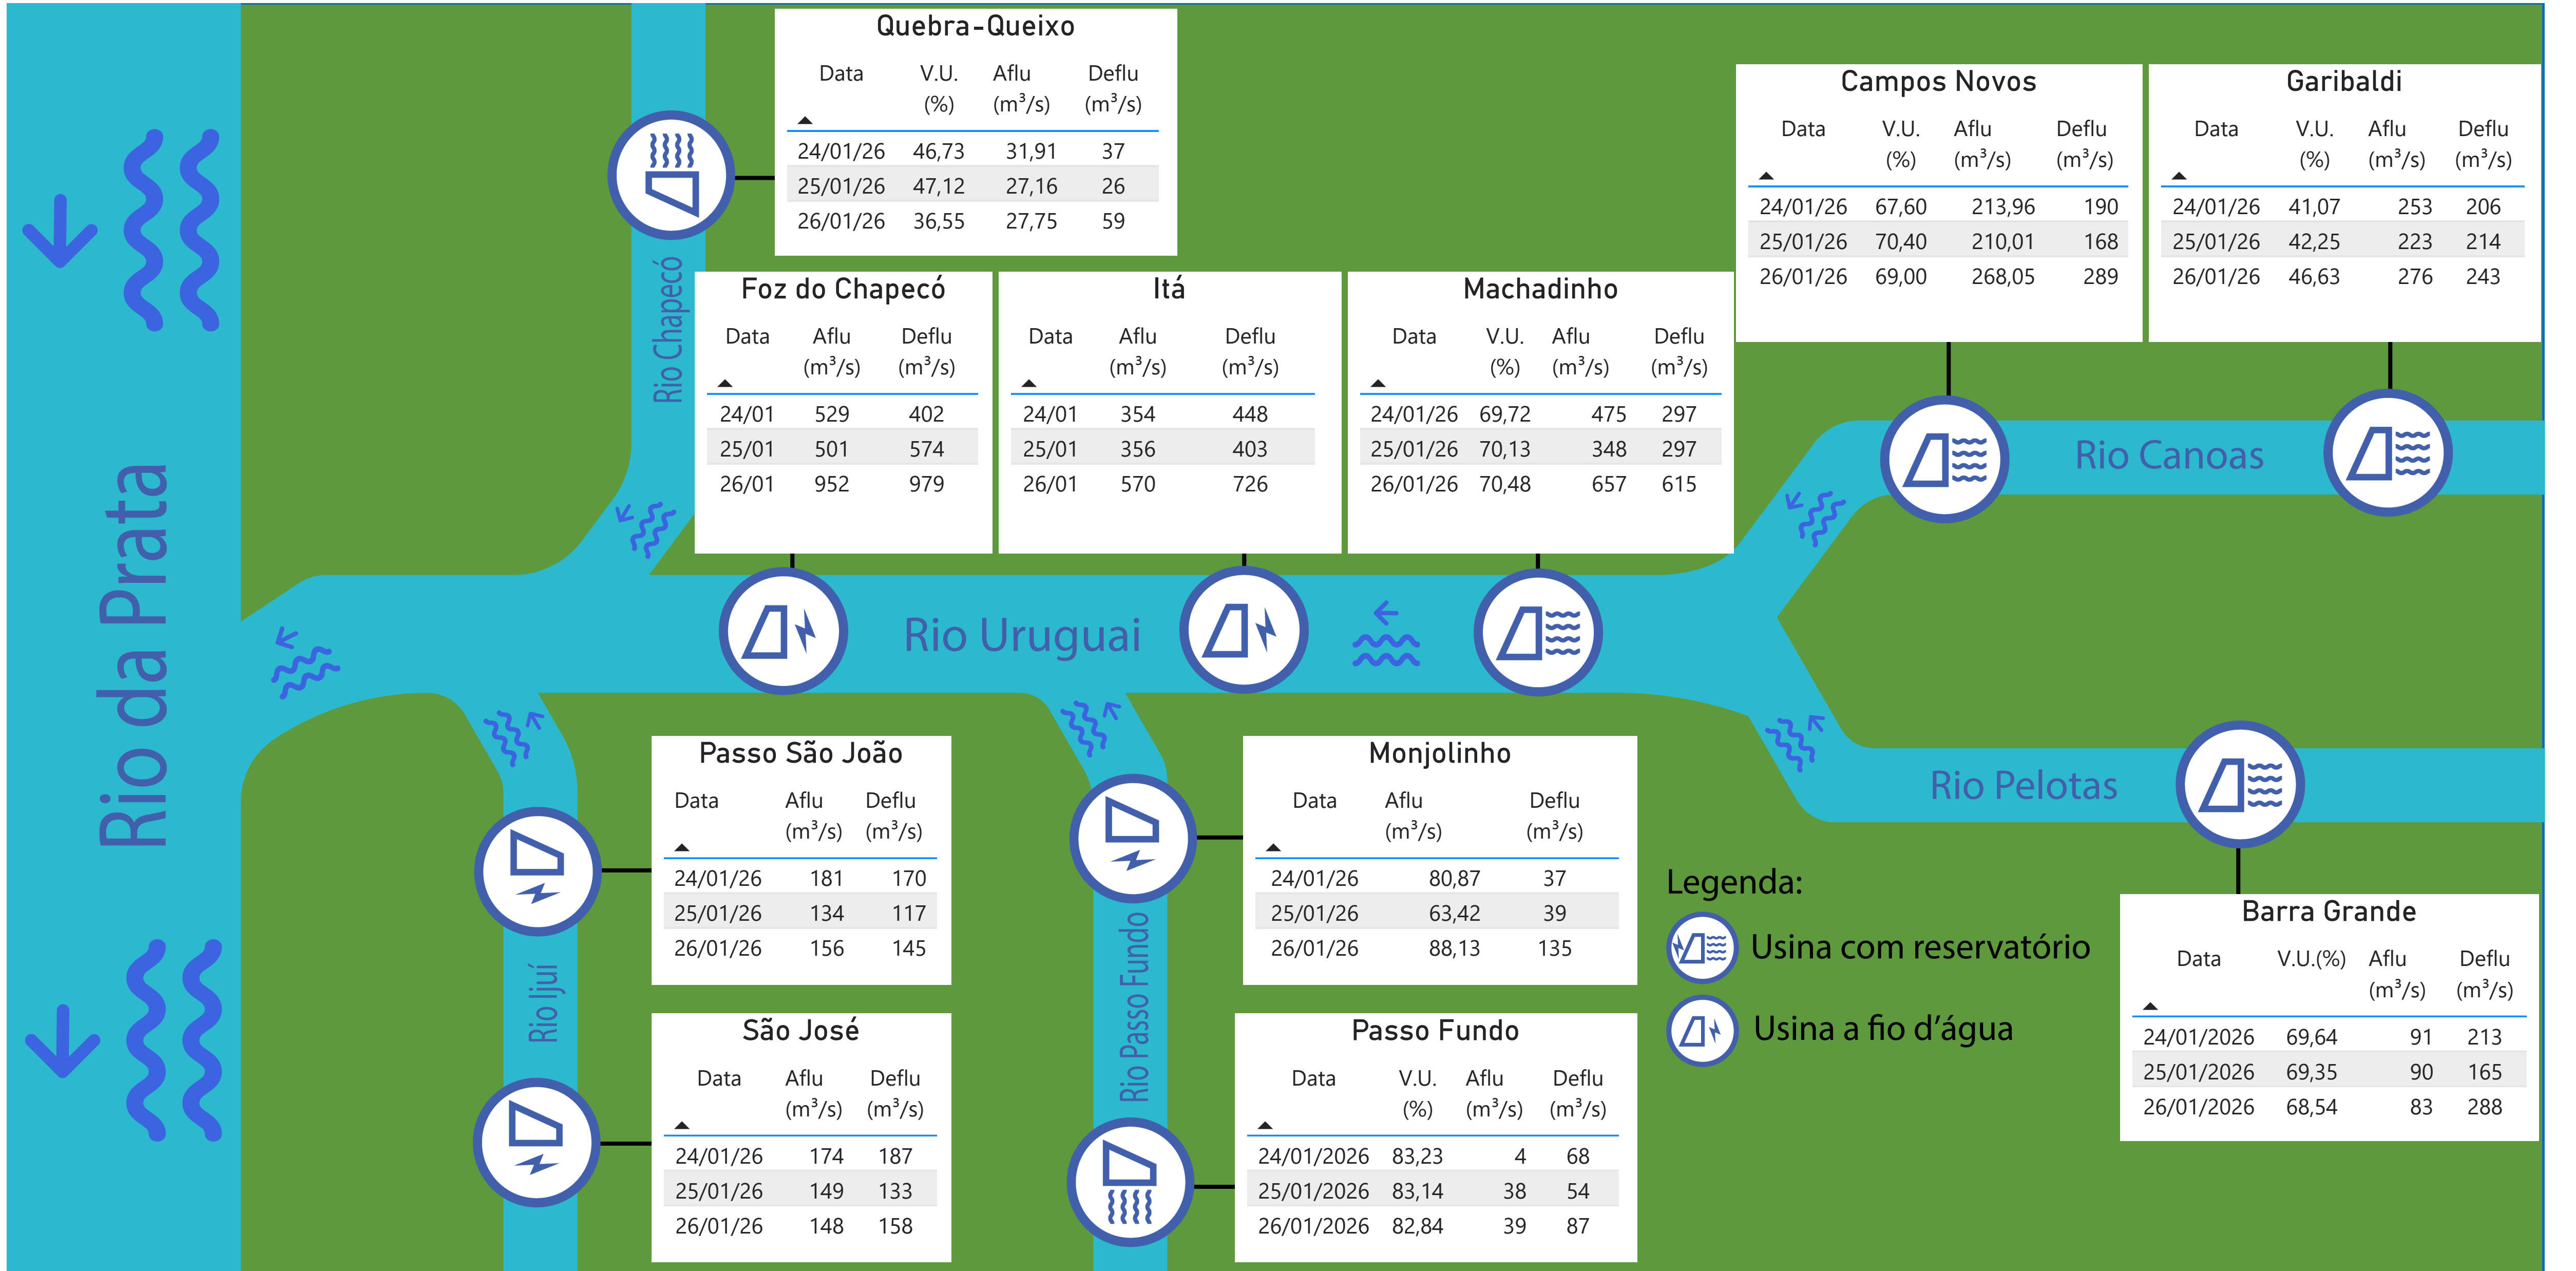 Quebra-Queixo
Data V.U. (%) Aflu (m³/s) Deflu (m³/s)
24/01/26 46,73 31,91 37
25/01/26 47,12 27,16 26
26/01/26 36,55 27,75 59
Campos Novos
Data V.U. (%) Aflu (m³/s) Deflu (m³/s)
24/01/26 67,60 213,96 190
25/01/26 70,40 210,01 168
26/01/26 69,00 268,05 289
Garibaldi
Data V.U. (%) Aflu (m³/s) Deflu (m³/s)
24/01/26 41,07 253 206
25/01/26 42,25 223 214
26/01/26 46,63 276 243
Rio Chapecó
Foz do Chapecó
Data Aflu (m³/s) Deflu (m³/s)
24/01 529 402
25/01 501 574
26/01 952 979
Itá
Data Aflu (m³/s) Deflu (m³/s)
24/01 354 448
25/01 356 403
26/01 570 726
Machadinho
Data V.U. (%) Aflu (m³/s) Deflu (m³/s)
24/01/26 69,72 475 297
25/01/26 70,13 348 297
26/01/26 70,48 657 615
Rio Canoas
Rio da Prata
Rio Uruguai
Rio Pelotas
Passo São João
Data Aflu (m³/s) Deflu (m³/s)
24/01/26 181 170
25/01/26 134 117
26/01/26 156 145
Monjolinho
Data Aflu (m³/s) Deflu (m³/s)
24/01/26 80,87 37
25/01/26 63,42 39
26/01/26 88,13 135
Rio Ijuí
Rio Passo Fundo
Legenda:
Usina com reservatório
Usina a fio d’água
Barra Grande
Data V.U.(%) Aflu (m³/s) Deflu (m³/s)
24/01/2026 69,64 91 213
25/01/2026 69,35 90 165
26/01/2026 68,54 83 288
São José
Data Aflu (m³/s) Deflu (m³/s)
24/01/26 174 187
25/01/26 149 133
26/01/26 148 158
Passo Fundo
Data V.U. (%) Aflu (m³/s) Deflu (m³/s)
24/01/2026 83,23 4 68
25/01/2026 83,14 38 54
26/01/2026 82,84 39 87